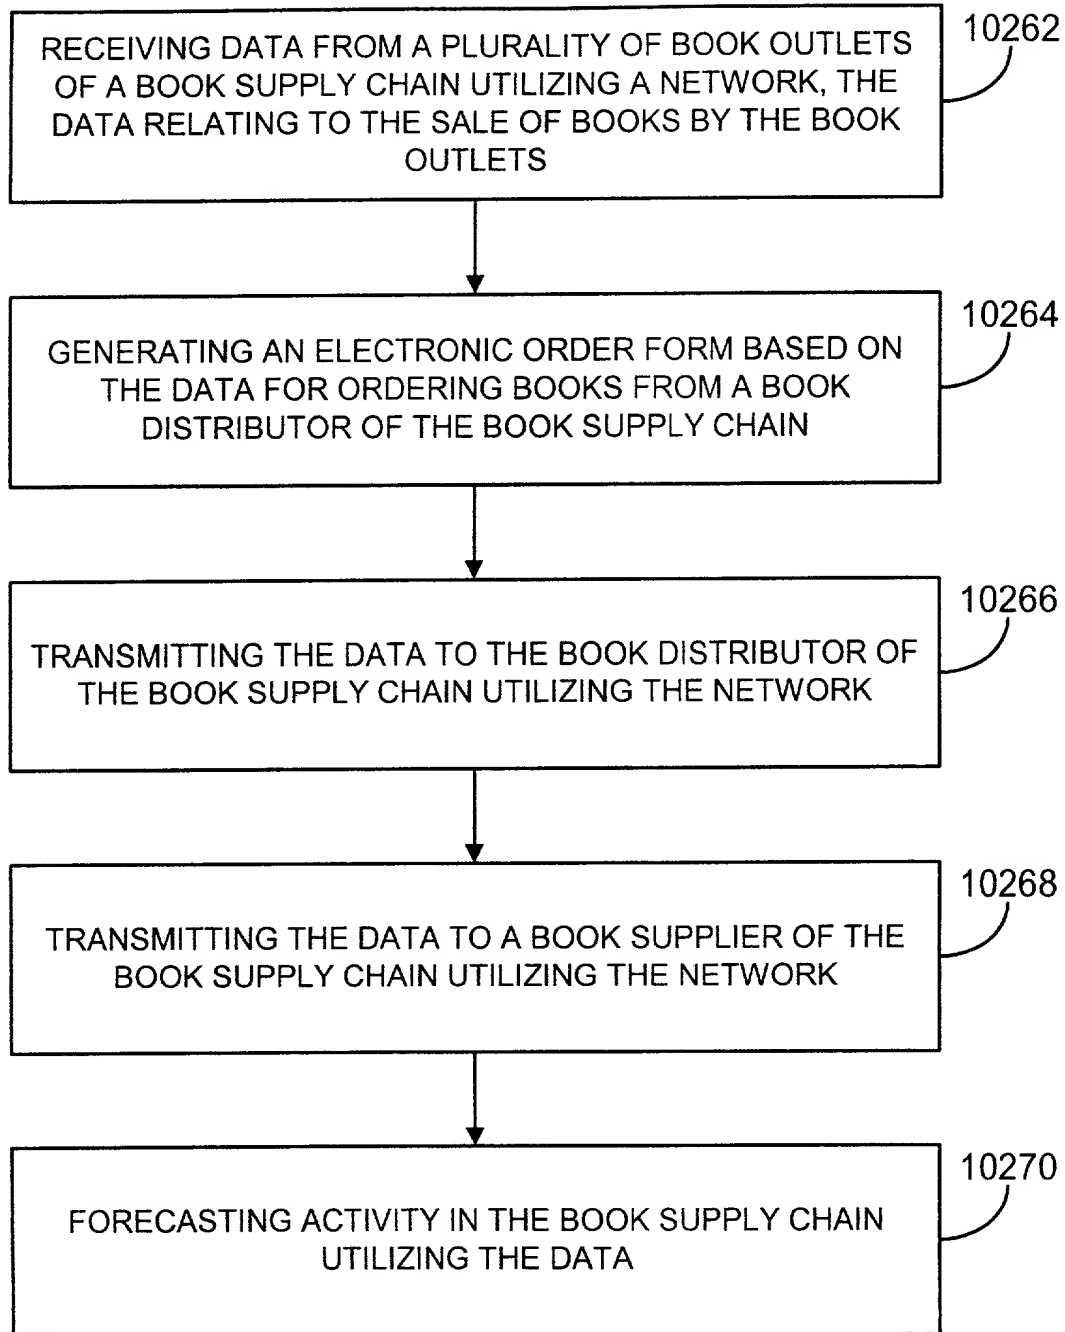 RECEIVING DATA FROM A PLURALITY OF BOOK OUTLETS
OF A BOOK SUPPLY CHAIN UTILIZING A NETWORK, THE
DATA RELATING TO THE SALE OF BOOKS BY THE BOOK
OUTLETS
10262
GENERATING AN ELECTRONIC ORDER FORM BASED ON
THE DATA FOR ORDERING BOOKS FROM A BOOK
DISTRIBUTOR OF THE BOOK SUPPLY CHAIN
10264
TRANSMITTING THE DATA TO THE BOOK DISTRIBUTOR OF
THE BOOK SUPPLY CHAIN UTILIZING THE NETWORK
10266
TRANSMITTING THE DATA TO A BOOK SUPPLIER OF THE
BOOK SUPPLY CHAIN UTILIZING THE NETWORK
10268
FORECASTING ACTIVITY IN THE BOOK SUPPLY CHAIN
UTILIZING THE DATA
10270